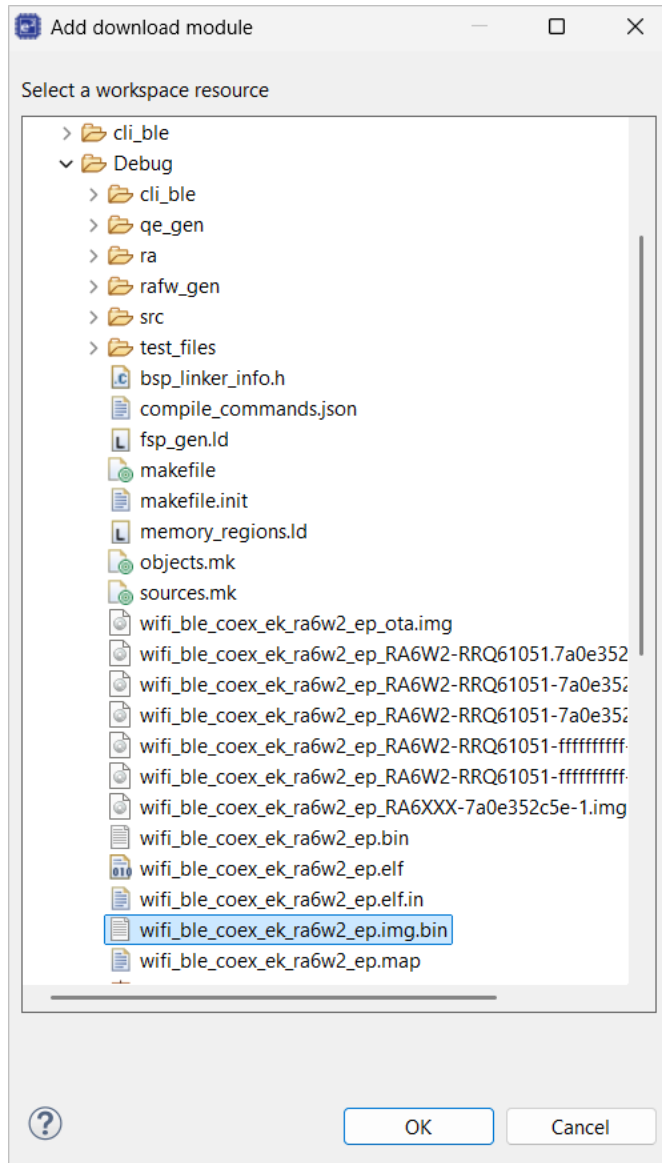 Add download module
Select a workspace resource
cli_ble
Debug
cli_ble
qe_gen
ra
rafw_gen
src
test_files
bsp_linker_info.h
compile_commands.json
fsp_gen.ld
makefile
makefile.init
memory_regions.ld
objects.mk
sources.mk
wifi_ble_coex_ek_ra6w2_ep_ota.img
wifi_ble_coex_ek_ra6w2_ep_RA6W2-RRQ61051.7a0e352
wifi_ble_coex_ek_ra6w2_ep_RA6W2-RRQ61051-7a0e352
wifi_ble_coex_ek_ra6w2_ep_RA6W2-RRQ61051-7a0e352
wifi_ble_coex_ek_ra6w2_ep_RA6W2-RRQ61051-ffffffffff-
wifi_ble_coex_ek_ra6w2_ep_RA6W2-RRQ61051-ffffffffff-
wifi_ble_coex_ek_ra6w2_ep_RA6XXX-7a0e352c5e-1.img
wifi_ble_coex_ek_ra6w2_ep.bin
wifi_ble_coex_ek_ra6w2_ep.elf
wifi_ble_coex_ek_ra6w2_ep.elf.in
wifi_ble_coex_ek_ra6w2_ep.img.bin
wifi_ble_coex_ek_ra6w2_ep.map
OK Cancel